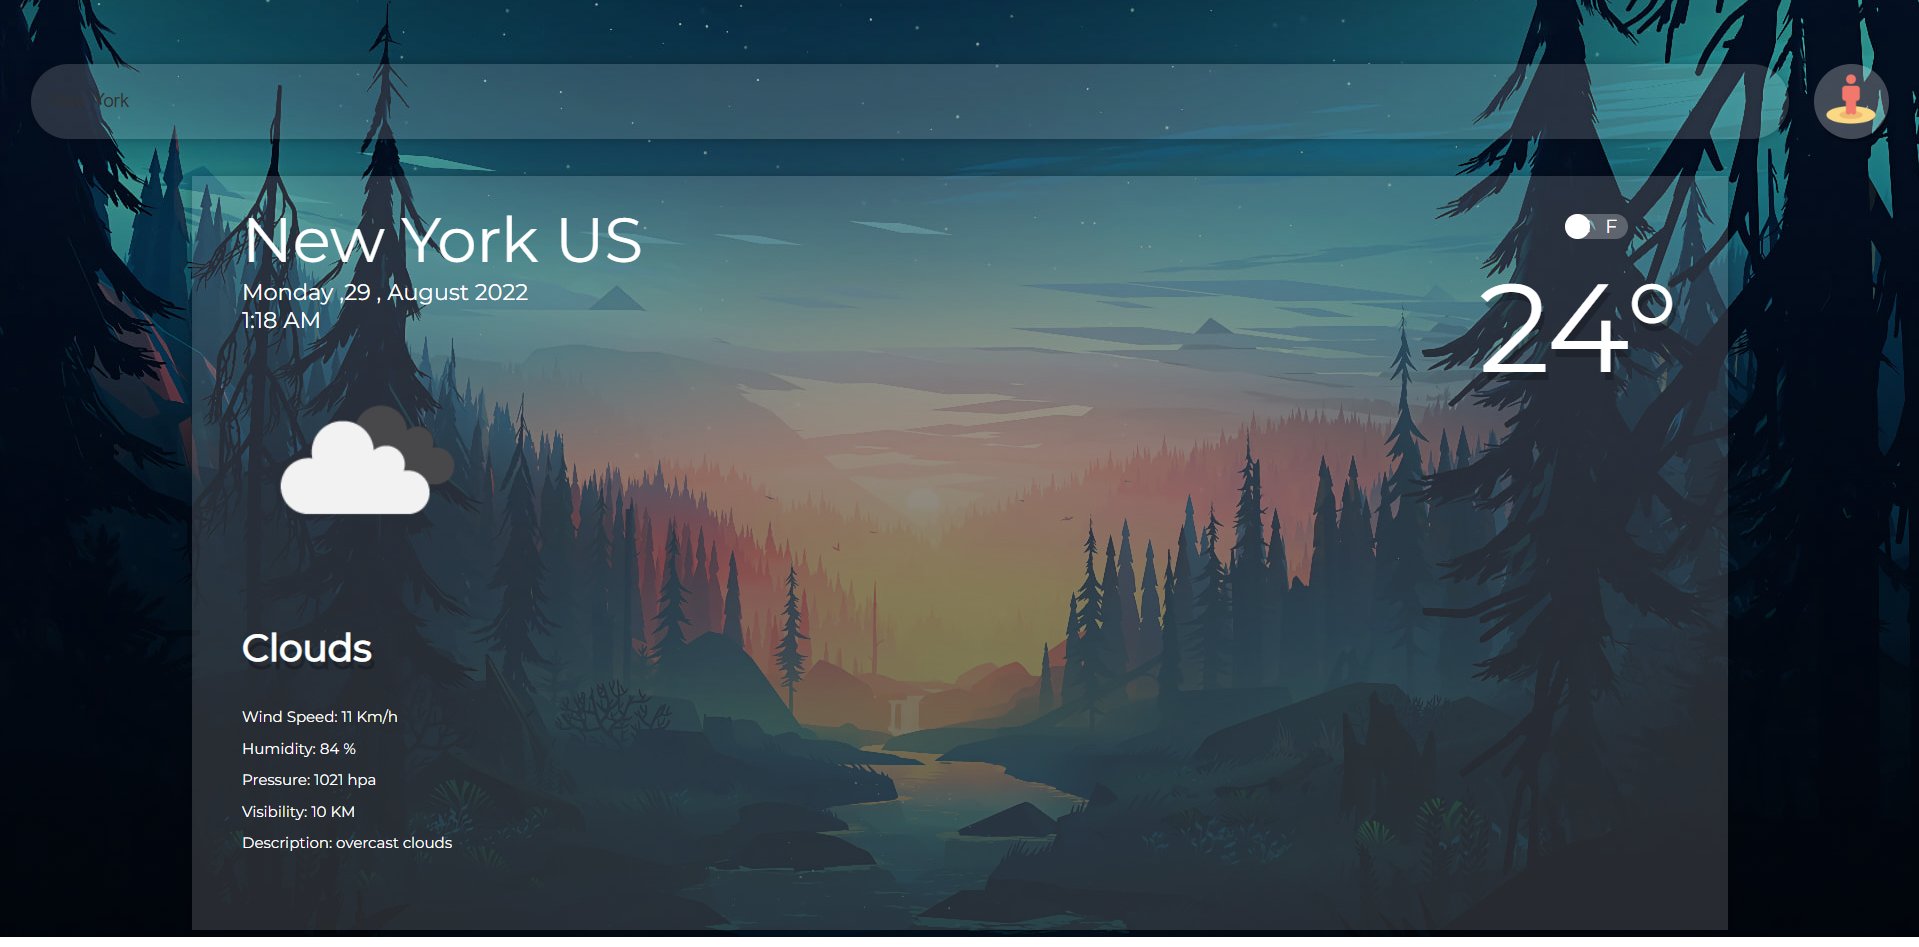 York
New York US
F
Monday ,29 , August 2022
1:18 AM
24°
Clouds
Wind Speed: 11 Km/h
Humidity: 84 %
Pressure: 1021 hpa
Visibility: 10 KM
Description: overcast clouds